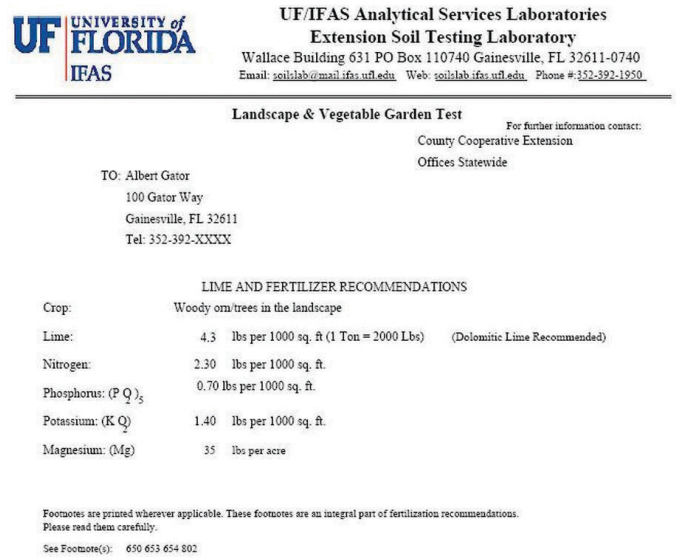 UF UNIVERSITY of
FLORIDA
IFAS
UF/IFAS Analytical Services Laboratories
Extension Soil Testing Laboratory
Wallace Building 631 PO Box 110740 Gainesville, FL 32611-0740
Email: soilslab@mail.ifas.ufl.edu Web: soilslab.ifas.ufl.edu Phone #:352-392-1950
Landscape & Vegetable Garden Test
For further information contact:
County Cooperative Extension
Offices Statewide
TO: Albert Gator
100 Gator Way
Gainesville, FL 32611
Tel: 352-392-XXXX
LIME AND FERTILIZER RECOMMENDATIONS
Crop: Woody orn/trees in the landscape
Lime: 4.3 lbs per 1000 sq. ft (1 Ton = 2000 Lbs) (Dolomitic Lime Recommended)
Nitrogen: 2.30 lbs per 1000 sq. ft.
Phosphorus: (P2O5) 0.70 lbs per 1000 sq. ft.
Potassium: (K2O) 1.40 lbs per 1000 sq. ft.
Magnesium: (Mg) 35 lbs per acre
Footnotes are printed wherever applicable. These footnotes are an integral part of fertilization recommendations.
Please read them carefully.
See Footnote(s): 650 653 654 802